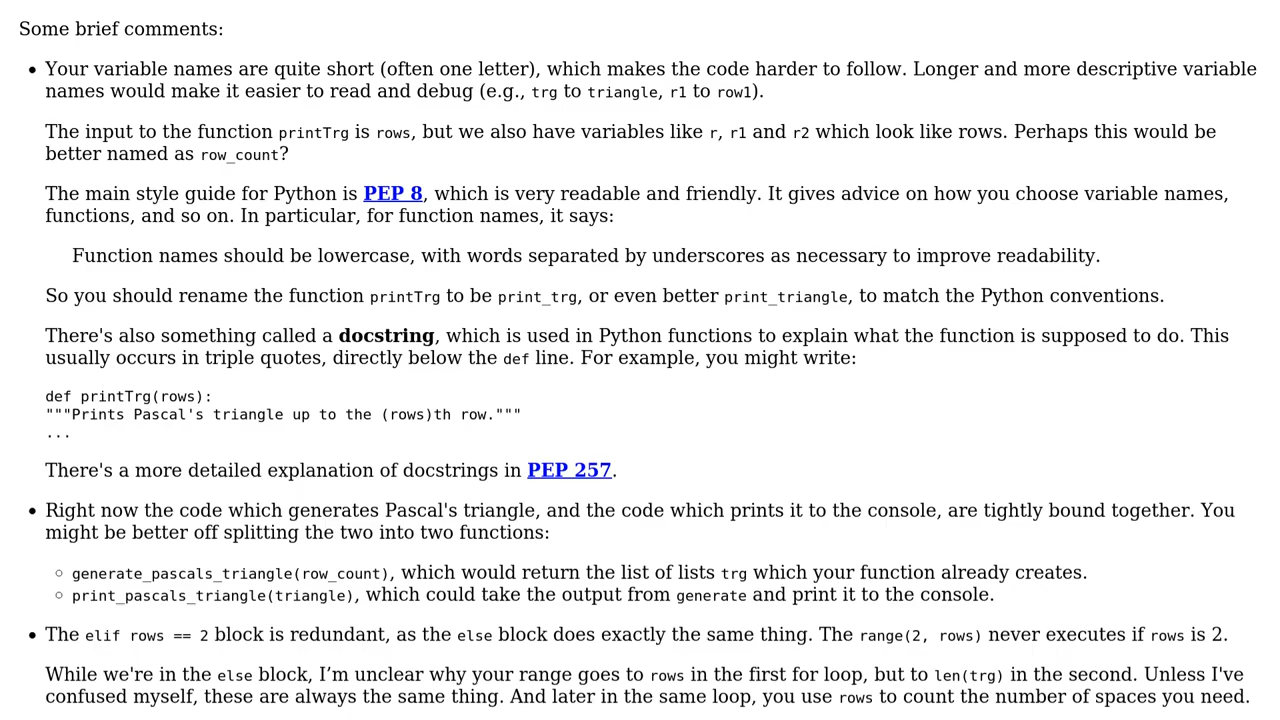 Some brief comments:
• Your variable names are quite short (often one letter), which makes the code harder to follow. Longer and more descriptive variable
names would make it easier to read and debug (e.g., trg to triangle, r1 to row1).
The input to the function printTrg is rows, but we also have variables like r, r1 and r2 which look like rows. Perhaps this would be
better named as row_count?
The main style guide for Python is PEP 8, which is very readable and friendly. It gives advice on how you choose variable names,
functions, and so on. In particular, for function names, it says:
Function names should be lowercase, with words separated by underscores as necessary to improve readability.
So you should rename the function printTrg to be print_trg, or even better print_triangle, to match the Python conventions.
There's also something called a docstring, which is used in Python functions to explain what the function is supposed to do. This
usually occurs in triple quotes, directly below the def line. For example, you might write:
def printTrg(rows):
"""Prints Pascal's triangle up to the (rows)th row."""
...
There's a more detailed explanation of docstrings in PEP 257.
• Right now the code which generates Pascal's triangle, and the code which prints it to the console, are tightly bound together. You
might be better off splitting the two into two functions:
◦ generate_pascals_triangle(row_count), which would return the list of lists trg which your function already creates.
◦ print_pascals_triangle(triangle), which could take the output from generate and print it to the console.
• The elif rows == 2 block is redundant, as the else block does exactly the same thing. The range(2, rows) never executes if rows is 2.
While we're in the else block, I’m unclear why your range goes to rows in the first for loop, but to len(trg) in the second. Unless I've
confused myself, these are always the same thing. And later in the same loop, you use rows to count the number of spaces you need.